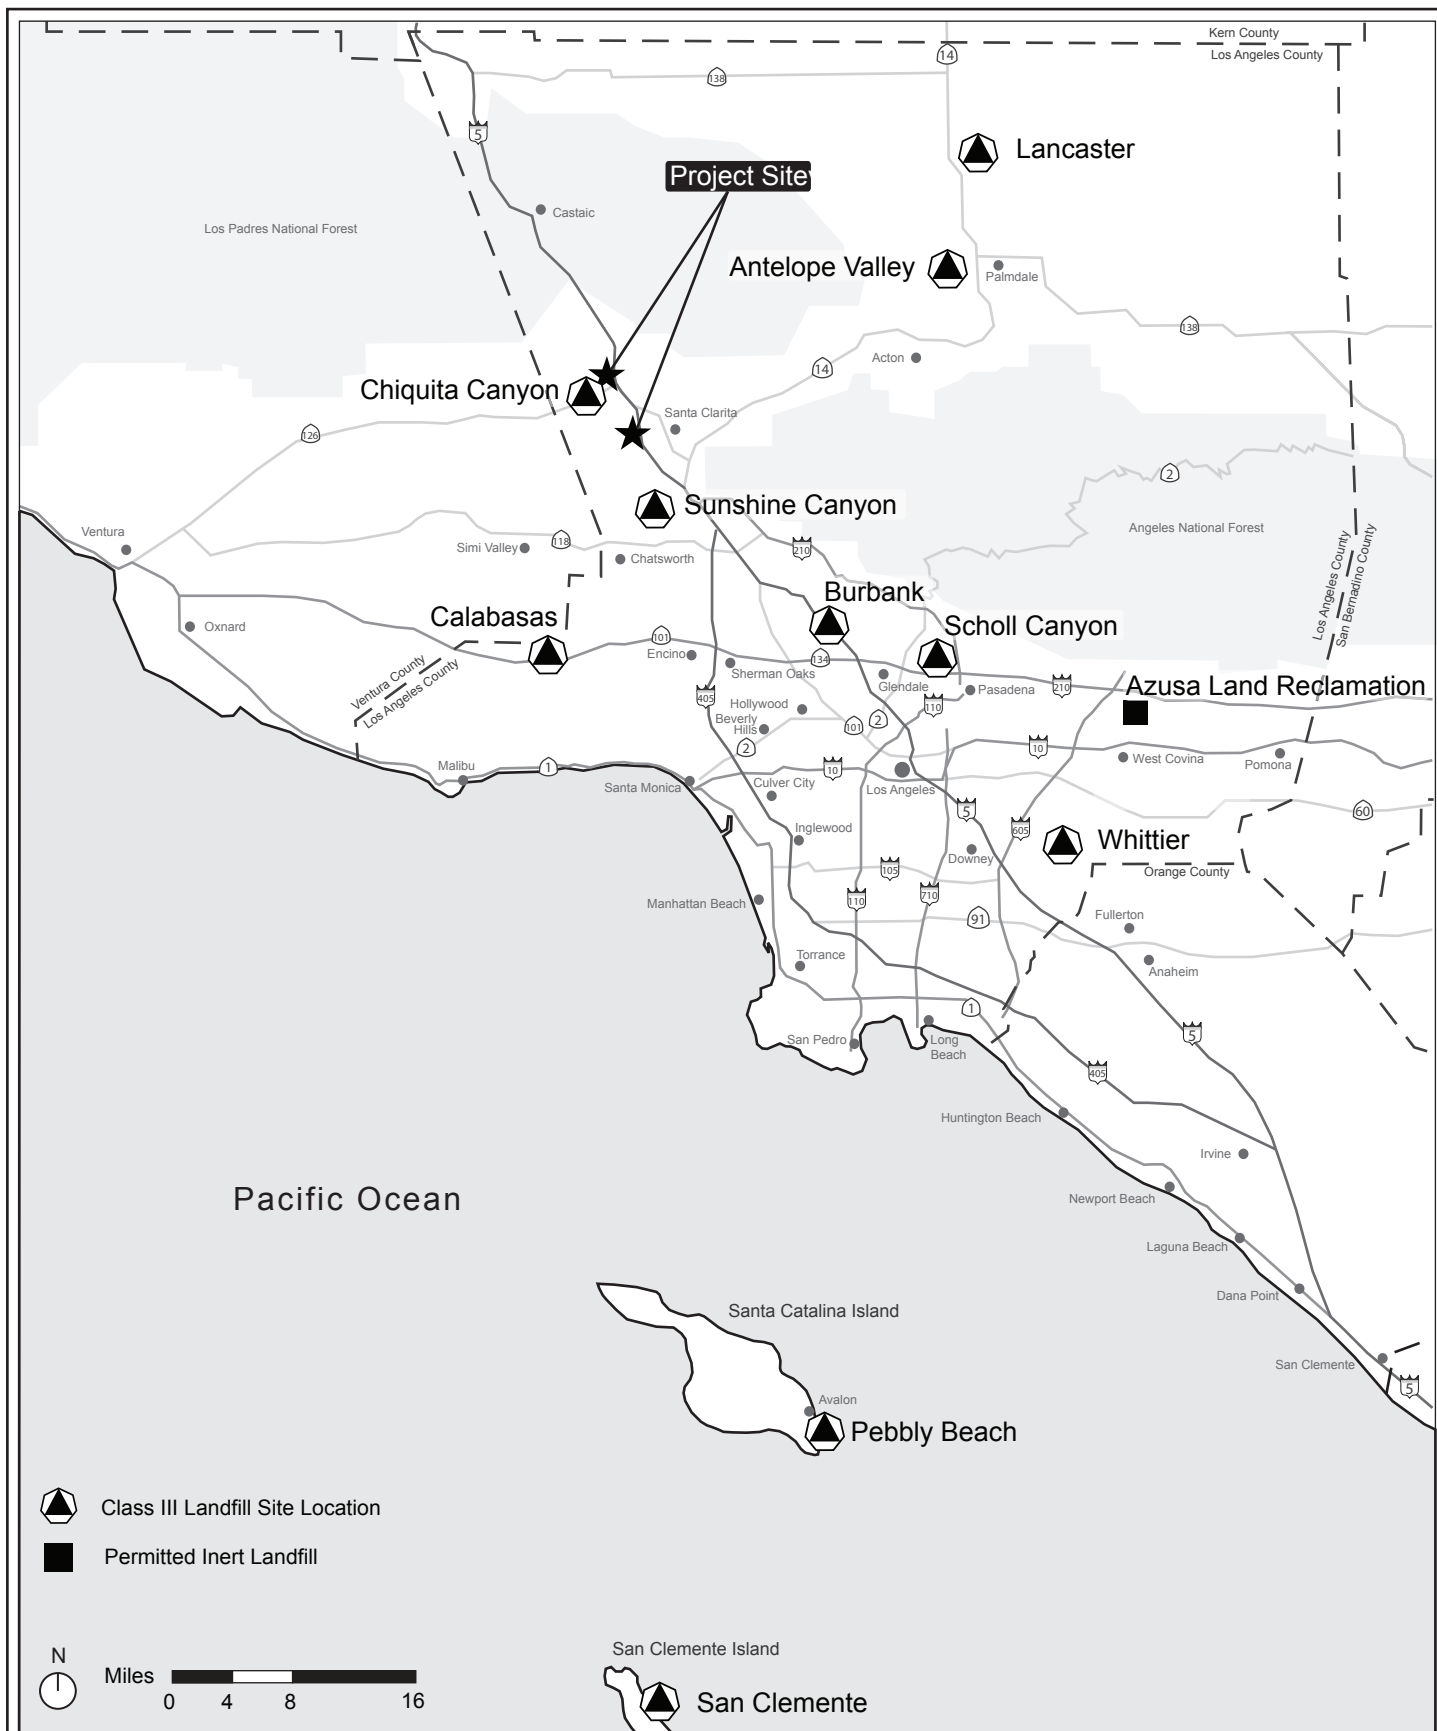 Kern County
Los Angeles County
14
138
5
Lancaster
Project Site
Castaic
Los Padres National Forest
Antelope Valley
Palmdale
138
Acton
14
Chiquita Canyon
Santa Clarita
126
2
Sunshine Canyon
Angeles National Forest
Ventura
118
Simi Valley
210
Chatsworth
Los Angeles County
San Bernadino County
Burbank
Calabasas
Scholl Canyon
Oxnard
101
Encino
134
Sherman Oaks
Ventura County
Los Angeles County
Glendale
Pasadena
210
Azusa Land Reclamation
405
110
Hollywood
Beverly
Hills
101
2
2
10
West Covina
Pomona
Malibu
1
10
Santa Monica
Culver City
Los Angeles
5
60
Inglewood
605
Whittier
Downey
105
Orange County
110
710
Manhattan Beach
91
Fullerton
Torrance
Anaheim
1
San Pedro
Long
Beach
5
405
Huntington Beach
Irvine
Pacific Ocean
Newport Beach
Laguna Beach
Dana Point
Santa Catalina Island
San Clemente
5
Avalon
Pebbly Beach
Class III Landfill Site Location
Permitted Inert Landfill
San Clemente Island
N
Miles
0 4 8 16
San Clemente